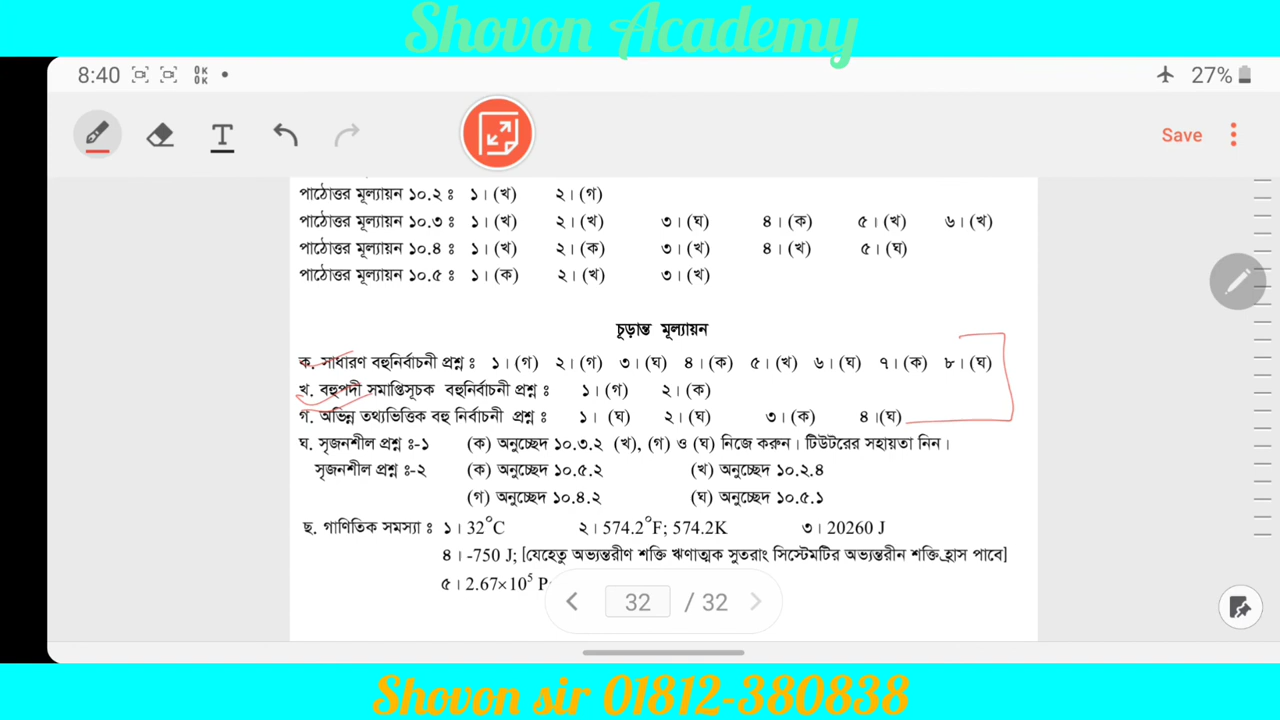 Shovon Academy
8:40 OK OK 27%
T Save
পাঠোত্তর মূল্যায়ন ১০.২ ঃ ১। (খ) ২। (গ)
পাঠোত্তর মূল্যায়ন ১০.৩ ঃ ১। (খ) ২। (খ) ৩। (ঘ) ৪। (ক) ৫। (খ) ৬। (খ)
পাঠোত্তর মূল্যায়ন ১০.৪ ঃ ১। (খ) ২। (ক) ৩। (খ) ৪। (খ) ৫। (ঘ)
পাঠোত্তর মূল্যায়ন ১০.৫ ঃ ১। (ক) ২। (খ) ৩। (খ)
চূড়ান্ত মূল্যায়ন
ক. সাধারণ বহুনির্বাচনী প্রশ্ন ঃ ১। (গ) ২। (গ) ৩। (ঘ) ৪। (ক) ৫। (খ) ৬। (ঘ) ৭। (ক) ৮। (ঘ)
খ. বহুপদী সমাপ্তিসূচক বহুনির্বাচনী প্রশ্ন ঃ ১। (গ) ২। (ক)
গ. অভিন্ন তথ্যভিত্তিক বহু নির্বাচনী প্রশ্ন ঃ ১। (ঘ) ২। (ঘ) ৩। (ক) ৪। (ঘ)
ঘ. সৃজনশীল প্রশ্ন ঃ-১ (ক) অনুচ্ছেদ ১০.৩.২ (খ), (গ) ও (ঘ) নিজে করুন। টিউটরের সহায়তা নিন।
সৃজনশীল প্রশ্ন ঃ-২ (ক) অনুচ্ছেদ ১০.৫.২ (খ) অনুচ্ছেদ ১০.২.৪
(গ) অনুচ্ছেদ ১০.৪.২ (ঘ) অনুচ্ছেদ ১০.৫.১
ছ. গাণিতিক সমস্যা ঃ ১। 32°C ২। 574.2°F; 574.2K ৩। 20260 J
৪। -750 J; [যেহেতু অভ্যন্তরীণ শক্তি ঋণাত্মক সুতরাং সিস্টেমটির অভ্যন্তরীন শক্তি হ্রাস পাবে]
৫। 2.67×10⁵ P
32 / 32
Shovon sir 01812-380838